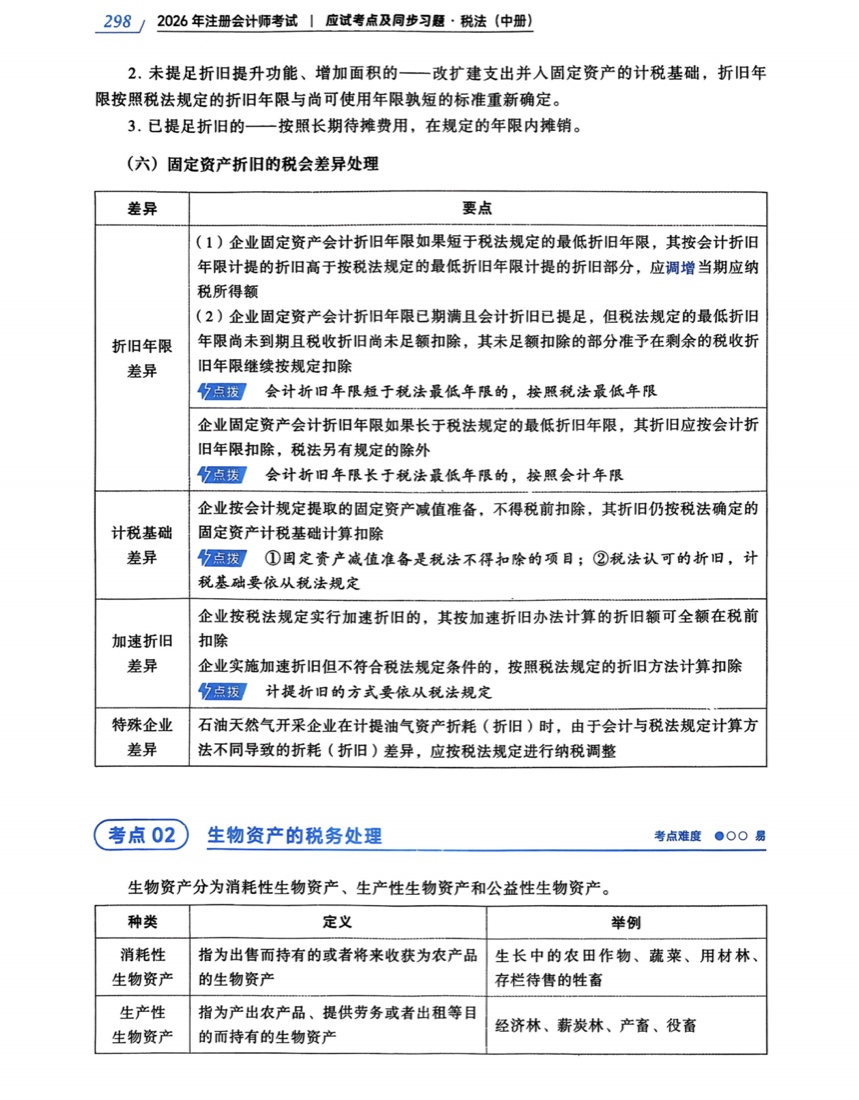 298 2026年注册会计师考试 | 应试考点及同步习题·税法（中册）
2. 未提足折旧提升功能、增加面积的——改扩建支出并人固定资产的计税基础，折旧年
限按照税法规定的折旧年限与尚可使用年限孰短的标准重新确定。
3. 已提足折旧的——按照长期待摊费用，在规定的年限内摊销。
（六）固定资产折旧的税会差异处理
差异 要点
折旧年限
差异
（1）企业固定资产会计折旧年限如果短于税法规定的最低折旧年限，其按会计折旧
年限计提的折旧高于按税法规定的最低折旧年限计提的折旧部分，应调增当期应纳
税所得额
（2）企业固定资产会计折旧年限已期满且会计折旧已提足，但税法规定的最低折旧
年限尚未到期且税收折旧尚未足额扣除，其未足额扣除的部分准予在剩余的税收折
旧年限继续按规定扣除
点拨 会计折旧年限短于税法最低年限的，按照税法最低年限
企业固定资产会计折旧年限如果长于税法规定的最低折旧年限，其折旧应按会计折
旧年限扣除，税法另有规定的除外
点拨 会计折旧年限长于税法最低年限的，按照会计年限
计税基础
差异
企业按会计规定提取的固定资产减值准备，不得税前扣除，其折旧仍按税法确定的
固定资产计税基础计算扣除
点拨 ①固定资产减值准备是税法不得扣除的项目；②税法认可的折旧，计
税基础要依从税法规定
加速折旧
差异
企业按税法规定实行加速折旧的，其按加速折旧办法计算的折旧额可全额在税前
扣除
企业实施加速折旧但不符合税法规定条件的，按照税法规定的折旧方法计算扣除
点拨 计提折旧的方式要依从税法规定
特殊企业
差异
石油天然气开采企业在计提油气资产折耗（折旧）时，由于会计与税法规定计算方
法不同导致的折耗（折旧）差异，应按税法规定进行纳税调整
考点 02 生物资产的税务处理 考点难度 ●○○ 易
生物资产分为消耗性生物资产、生产性生物资产和公益性生物资产。
种类 定义 举例
消耗性
生物资产
指为出售而持有的或者将来收获为农产品
的生物资产
生长中的农田作物、蔬菜、用材林、
存栏待售的牲畜
生产性
生物资产
指为产出农产品、提供劳务或者出租等目
的而持有的生物资产
经济林、薪炭林、产畜、役畜